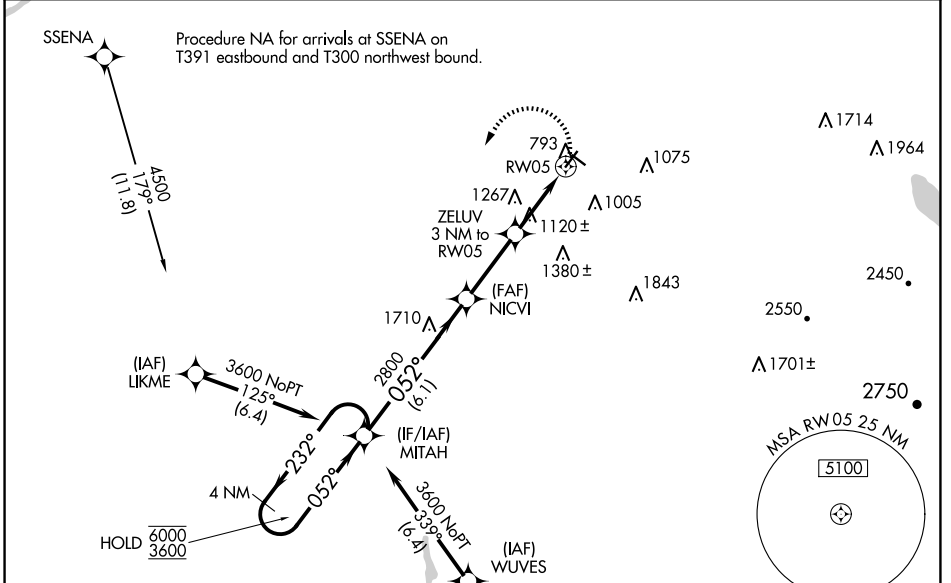 SSENA
Procedure NA for arrivals at SSENA on
T391 eastbound and T300 northwest bound.
4500
179°
(11.8)
793
RW05
1075
1714
1964
1267
1005
ZELUV
3 NM to
RW05
1120 ±
1380 ±
1843
2450
2550
(FAF)
NICVI
1710
1701±
2750
(IAF)
LIKME
3600 NoPT
125°
(6.4)
2800
052°
(6.1)
(IF/IAF)
MITAH
232°
052°
4 NM
HOLD
6000
3600
3600 NoPT
339°
(6.4)
(IAF)
WUVES
MSA RW05 25 NM
5100